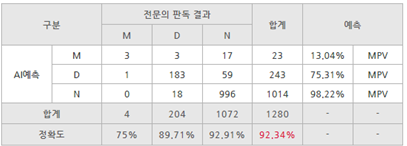 구분 전문의 판독 결과 합계 예측
M D N
AI예측 M 3 3 17 23 13,04% MPV
D 1 183 59 243 75,31% MPV
N 0 18 996 1014 98,22% MPV
합계 4 204 1072 1280 - -
정확도 75% 89,71% 92,91% 92,34% - -